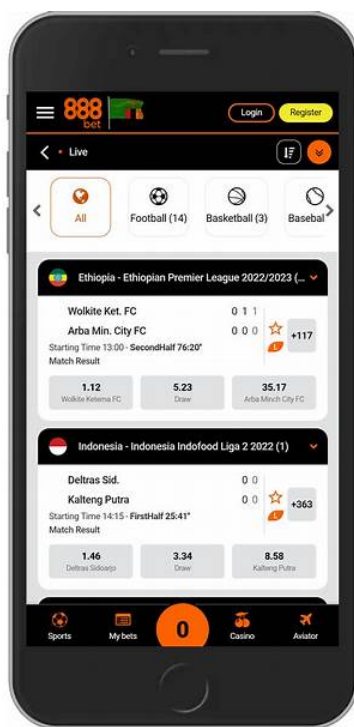 888
bet
Login
Register
Live
All
Football (14)
Basketball (3)
Basebal
Ethiopia - Ethiopian Premier League 2022/2023 (...
Wolkite Ket. FC 0 1 1
Arba Min. City FC 0 0 0
+117
Starting Time 13:00 - SecondHalf 76:20"
L
Match Result
1.12 5.23 35.17
Wolkite Ketema FC Draw Arba Minch City FC
Indonesia - Indonesia Indofood Liga 2 2022 (1)
Deltras Sid. 0 0
Kalteng Putra 0 0
+363
Starting Time 14:15 - FirstHalf 25:41"
L
Match Result
1.46 3.34 8.58
Deltras Sidoarjo Draw Kalteng Putra
Sports
My bets
0
Casino
Aviator